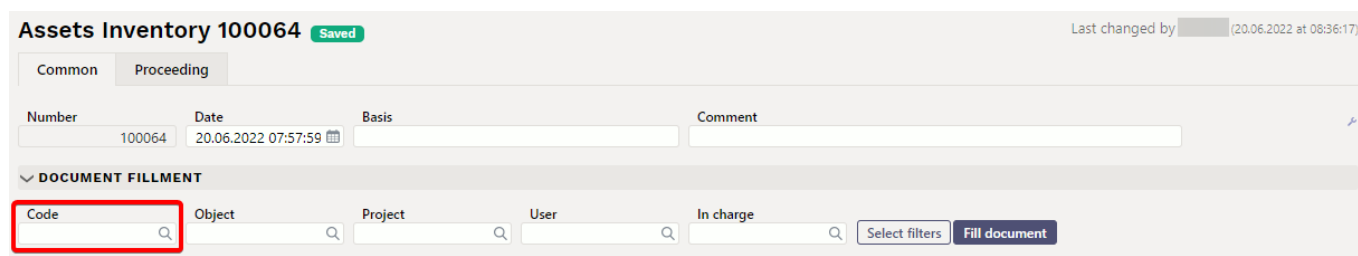 Assets Inventory 100064 Saved Last changed by (20.06.2022 at 08:36:17)
Common Proceeding
Number Date Basis Comment
100064 20.06.2022 07:57:59
DOCUMENT FILLMENT
Code Object Project User In charge
Select filters Fill document